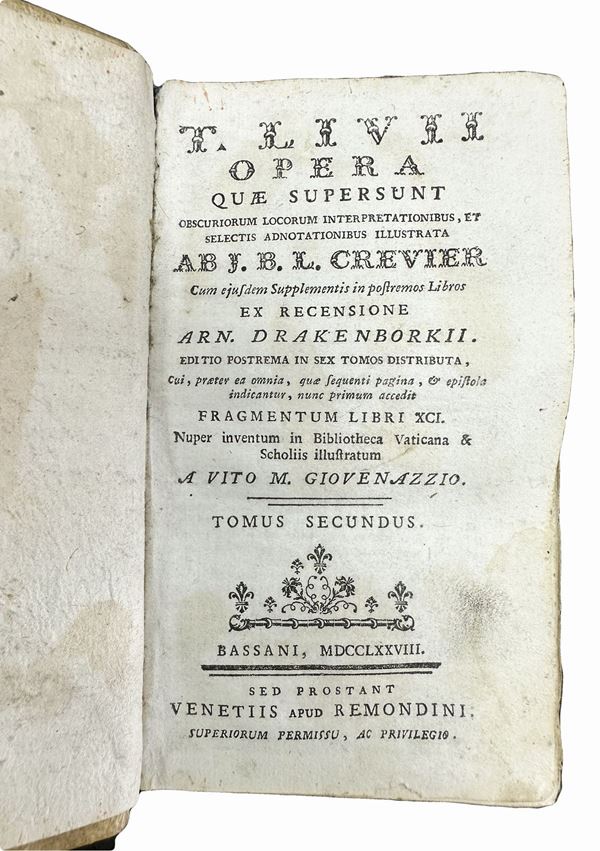 T. LIVII
OPERA
QUÆ SUPERSUNT
OBSCURIORUM LOCORUM INTERPRETATIONIBUS, ET
SELECTIS ADNOTATIONIBUS ILLUSTRATA
AB J. B. L. CREVIER
Cum ejuſdem Supplementis in poſtremos Libros
EX RECENSIONE
ARN. DRAKENBORKII.
EDITIO POSTREMA IN SEX TOMOS DISTRIBUTA,
Cui, præter ea omnia, quæ ſequenti pagina, & epiſtola
indicantur, nunc primum accedit
FRAGMENTUM LIBRI XCI.
Nuper inventum in Bibliotheca Vaticana &
Scholiis illuſtratum
A VITO M. GIOVENAZZIO.
TOMUS SECUNDUS.
BASSANI, MDCCLXXVIII.
SED PROSTANT
VENETIIS APUD REMONDINI.
SUPERIORUM PERMISSU, AC PRIVILEGIO.